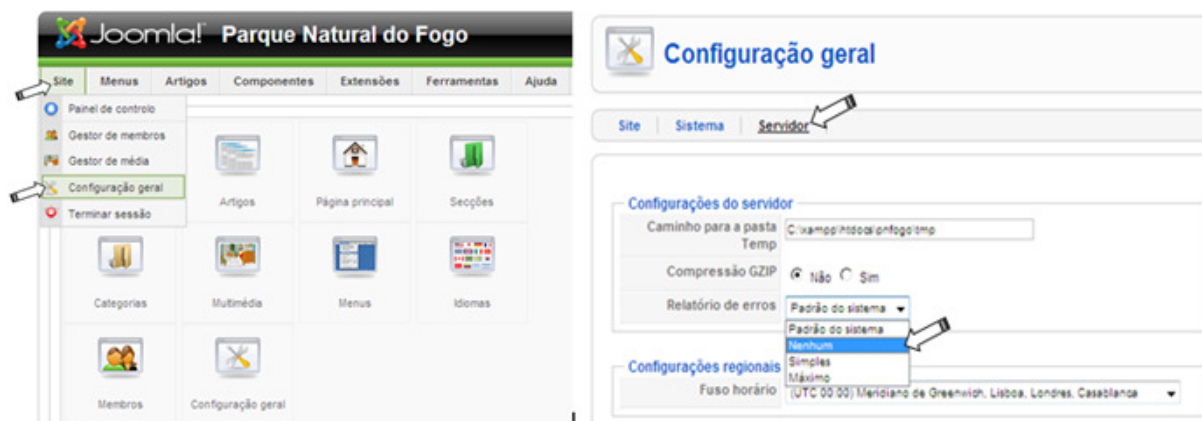 Joomla! Parque Natural do Fogo
Site Menus Artigos Componentes Extensões Ferramentas Ajuda
Painel de controlo
Gestor de membros
Gestor de média
Configuração geral
Terminar sessão
Artigos Página principal Secções
Categorias Multimédia Menus Idiomas
Membros Configuração geral
Configuração geral
Site Sistema Servidor
Configurações do servidor
Caminho para a pasta Temp C:\xampp\htdocs\pnfogo\tmp
Compressão GZIP Não Sim
Relatório de erros Padrão do sistema
Padrão do sistema
Nenhum
Simples
Máximo
Configurações regionais
Fuso horário (UTC 00:00) Meridiano de Greenwich, Lisboa, Londres, Casablanca